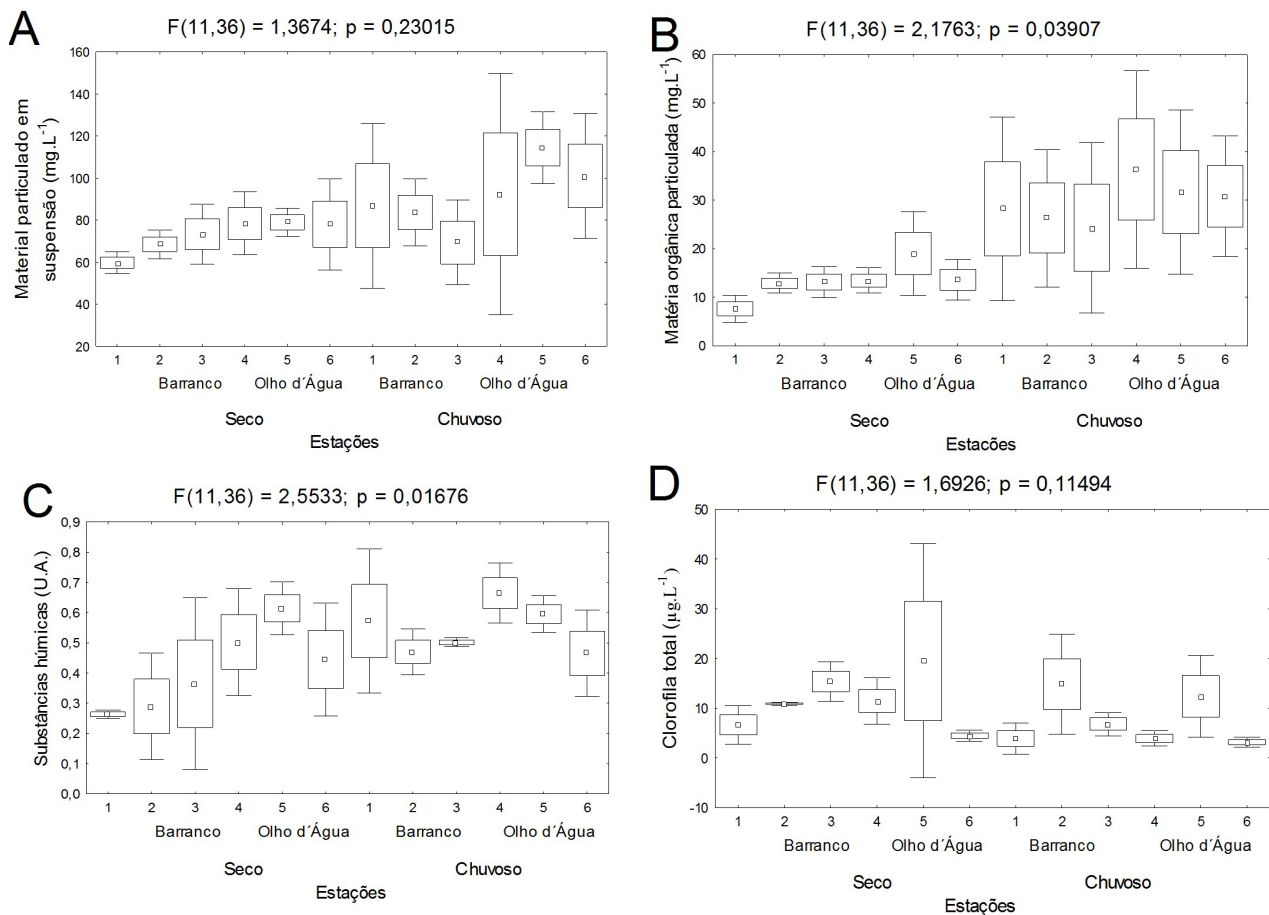 A
F(11,36) = 1,3674; p = 0,23015
Material particulado em
suspensão (mg.L-1)
160
140
120
100
80
60
40
20
1 2 3 4 5 6 1 2 3 4 5 6
Barranco Olho d´Água Barranco Olho d´Água
Seco Chuvoso
Estações
B
F(11,36) = 2,1763; p = 0,03907
Matéria orgânica particulada (mg.L-1)
60
50
40
30
20
10
0
1 2 3 4 5 6 1 2 3 4 5 6
Barranco Olho d´Água Barranco Olho d´Água
Seco Chuvoso
Estacões
C
F(11,36) = 2,5533; p = 0,01676
Substâncias húmicas (U.A.)
0,9
0,8
0,7
0,6
0,5
0,4
0,3
0,2
0,1
0,0
1 2 3 4 5 6 1 2 3 4 5 6
Barranco Olho d´Água Barranco Olho d´Água
Seco Chuvoso
Estações
D
F(11,36) = 1,6926; p = 0,11494
Clorofila total (µg.L-1)
50
40
30
20
10
0
-10
1 2 3 4 5 6 1 2 3 4 5 6
Barranco Olho d´Água Barranco Olho d´Água
Seco Chuvoso
Estações